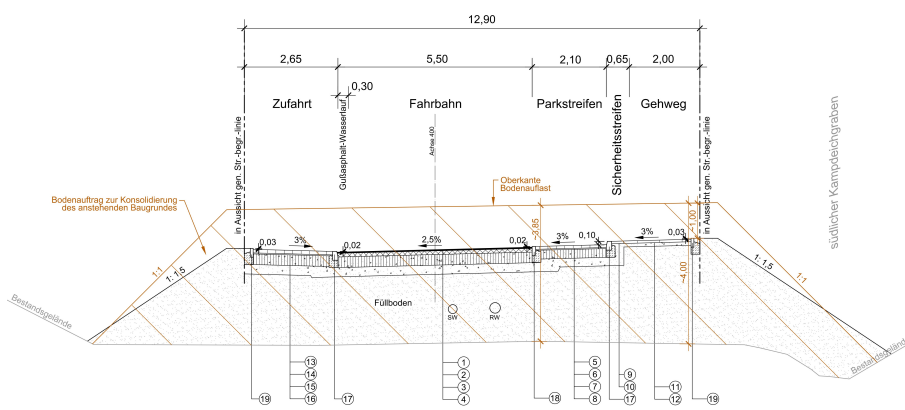 12,90
2,65
5,50
2,10
0,65
2,00
0,30
Zufahrt
Fahrbahn
Parkstreifen
Gehweg
Sicherheitsstreifen
Gußasphalt-Wasserlauf
Achse 400
in Aussicht gen. Str.-begr.-linie
in Aussicht gen. Str.-begr.-linie
südlicher Kampdeichgraben
Bodenauftrag zur Konsolidierung
des anstehenden Baugrundes
Oberkante
Bodenauflast
~3,85
~1,00
~4,00
0,03
3%
0,02
2,5%
0,02
3%
0,10
3%
0,03
1:1
1: 1,5
1: 1,5
1:1
Bestandsgelände
Bestandsgelände
Füllboden
SW
RW
13
14
15
16
1
2
3
4
5
6
7
8
9
10
17
11
12
19
17
18
19